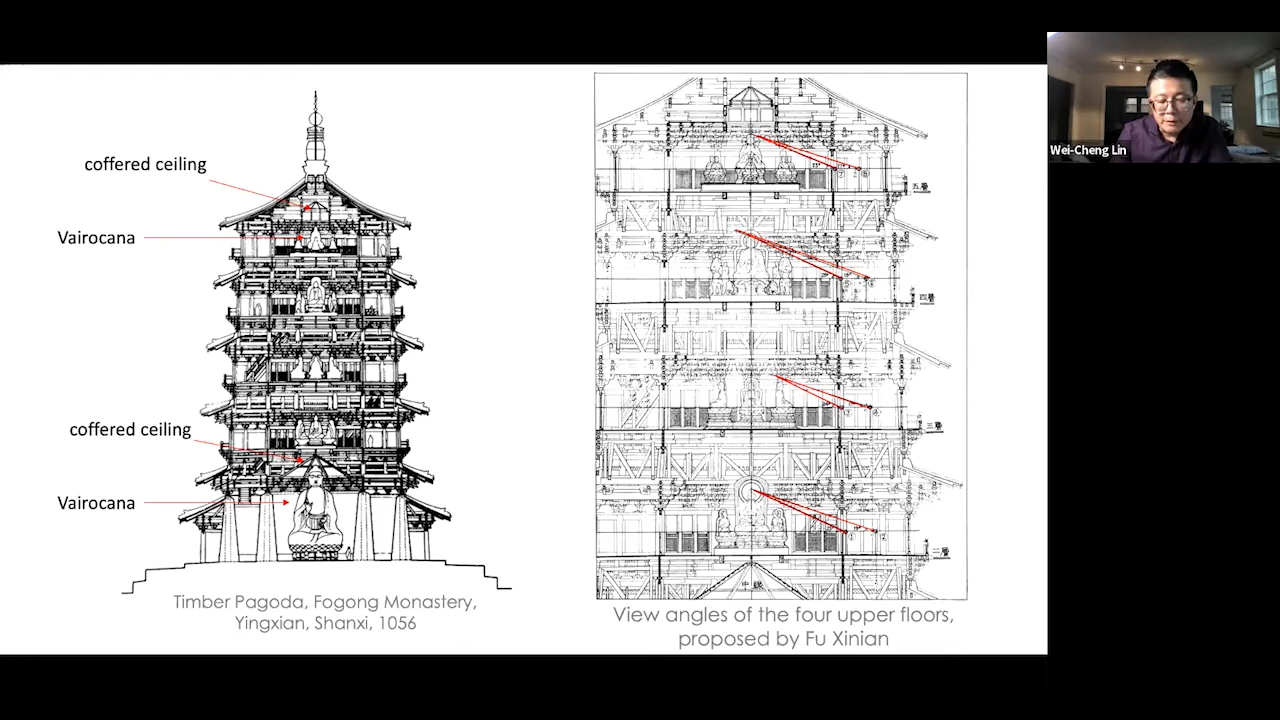 coffered ceiling
Vairocana
coffered ceiling
Vairocana
Timber Pagoda, Fogong Monastery,
Yingxian, Shanxi, 1056
五層
四層
三層
二層
View angles of the four upper floors,
proposed by Fu Xinian
Wei-Cheng Lin